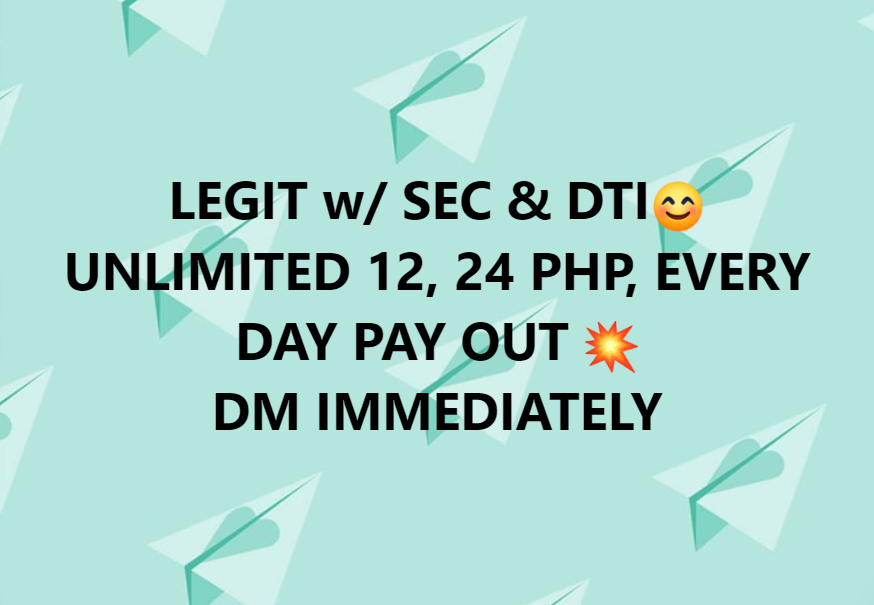 LEGIT w/ SEC & DTI😊
UNLIMITED 12, 24 PHP, EVERY
DAY PAY OUT 💥
DM IMMEDIATELY